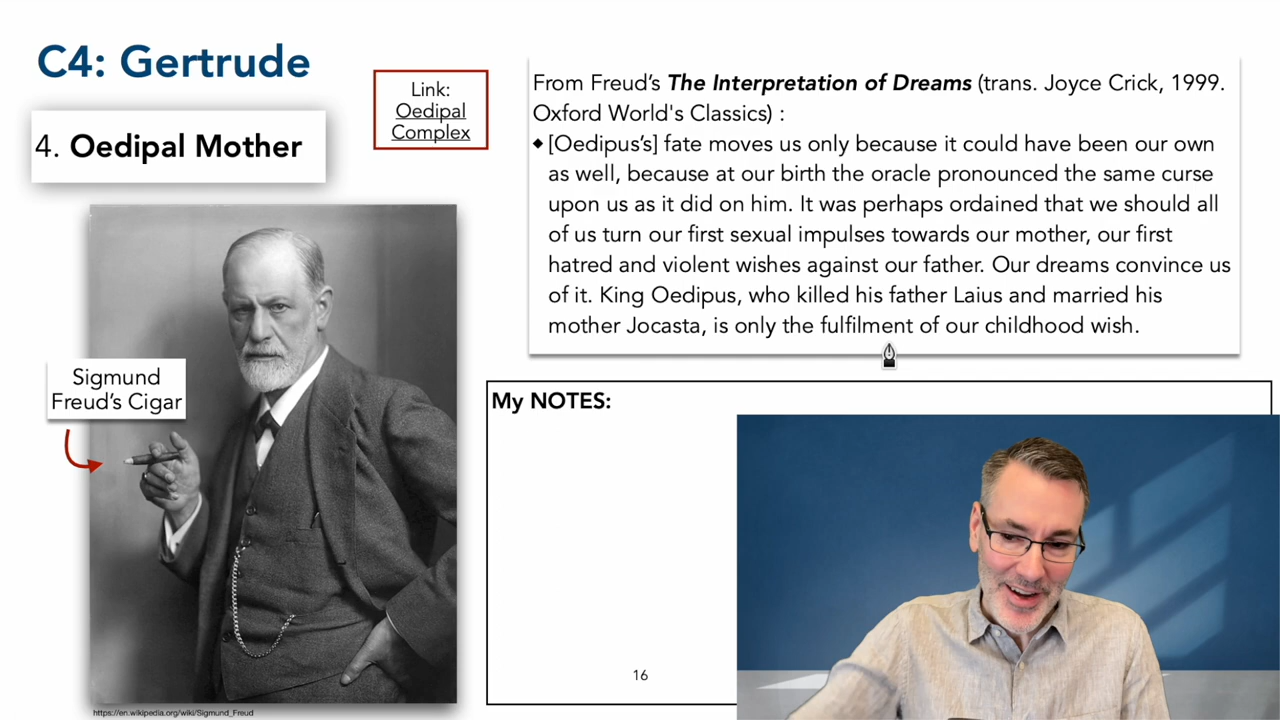 C4: Gertrude
4. Oedipal Mother
Link:
Oedipal
Complex
From Freud's The Interpretation of Dreams (trans. Joyce Crick, 1999.
Oxford World's Classics) :
◆ [Oedipus's] fate moves us only because it could have been our own
as well, because at our birth the oracle pronounced the same curse
upon us as it did on him. It was perhaps ordained that we should all
of us turn our first sexual impulses towards our mother, our first
hatred and violent wishes against our father. Our dreams convince us
of it. King Oedipus, who killed his father Laius and married his
mother Jocasta, is only the fulfilment of our childhood wish.
Sigmund
Freud's Cigar
My NOTES:
16
https://en.wikipedia.org/wiki/Sigmund_Freud